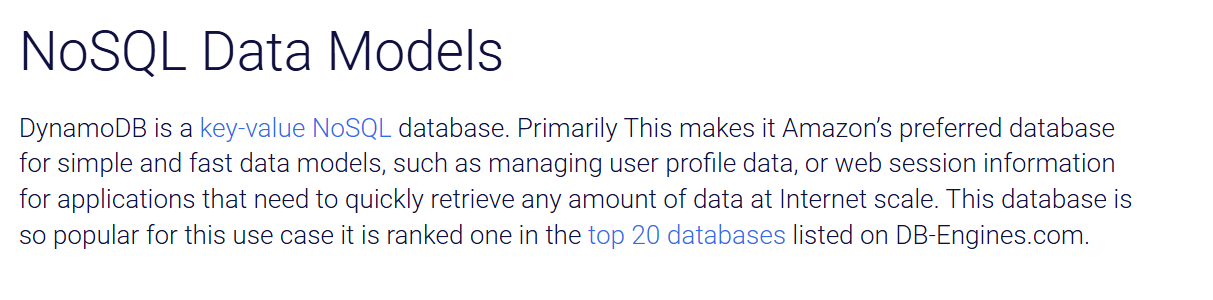 NoSQL Data Models
DynamoDB is a key-value NoSQL database. Primarily This makes it Amazon’s preferred database
for simple and fast data models, such as managing user profile data, or web session information
for applications that need to quickly retrieve any amount of data at Internet scale. This database is
so popular for this use case it is ranked one in the top 20 databases listed on DB-Engines.com.